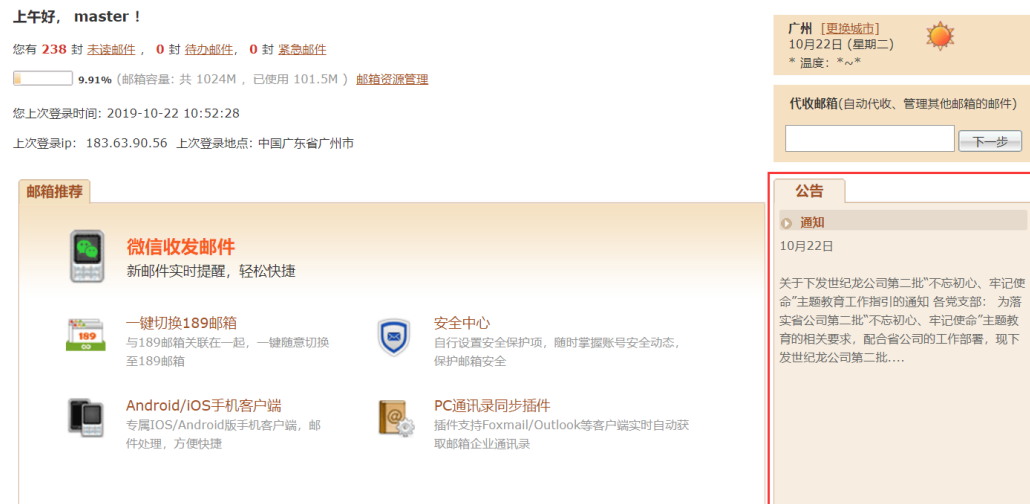 上午好， master ！
您有 238 封 未读邮件 ， 0 封 待办邮件， 0 封 紧急邮件
9.91% (邮箱容量: 共 1024M ，已使用 101.5M ) 邮箱资源管理
您上次登录时间: 2019-10-22 10:52:28
上次登录ip: 183.63.90.56 上次登录地点: 中国广东省广州市
广州 [更换城市]
10月22日 (星期二)
* 温度: *~*
代收邮箱(自动代收、管理其他邮箱的邮件)
下一步
邮箱推荐
微信收发邮件
新邮件实时提醒，轻松快捷
189
一键切换189邮箱
与189邮箱关联在一起，一键随意切换
至189邮箱
安全中心
自行设置安全保护项，随时掌握账号安全动态，
保护邮箱安全
Android/iOS手机客户端
专属IOS/Android版手机客户端，邮
件处理，方便快捷
@
PC通讯录同步插件
插件支持Foxmail/Outlook等客户端实时自动获
取邮箱企业通讯录
公告
通知
10月22日
关于下发世纪龙公司第二批“不忘初心、牢记使
命”主题教育工作指引的通知 各党支部： 为落
实省公司第二批“不忘初心、牢记使命”主题教
育的相关要求，配合省公司的工作部署，现下
发世纪龙公司第二批....